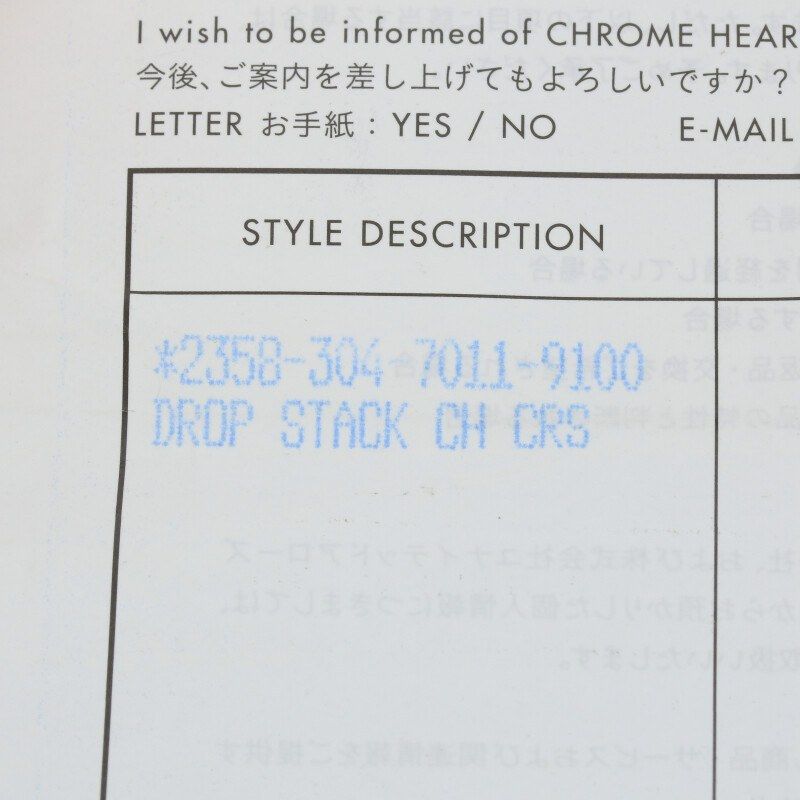 I wish to be informed of CHROME HEAR
今後、ご案内を差し上げてもよろしいですか？
LETTER お手紙：YES / NO E-MAIL
STYLE DESCRIPTION
*2358-304-7011-9100
DROP STACK CH CRS